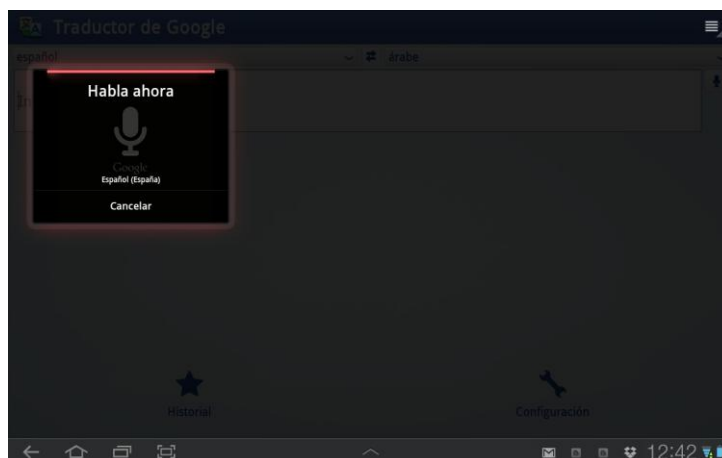 Traductor de Google
español
árabe
Habla ahora
Google
Español (España)
Cancelar
Historial
Configuración
12:42